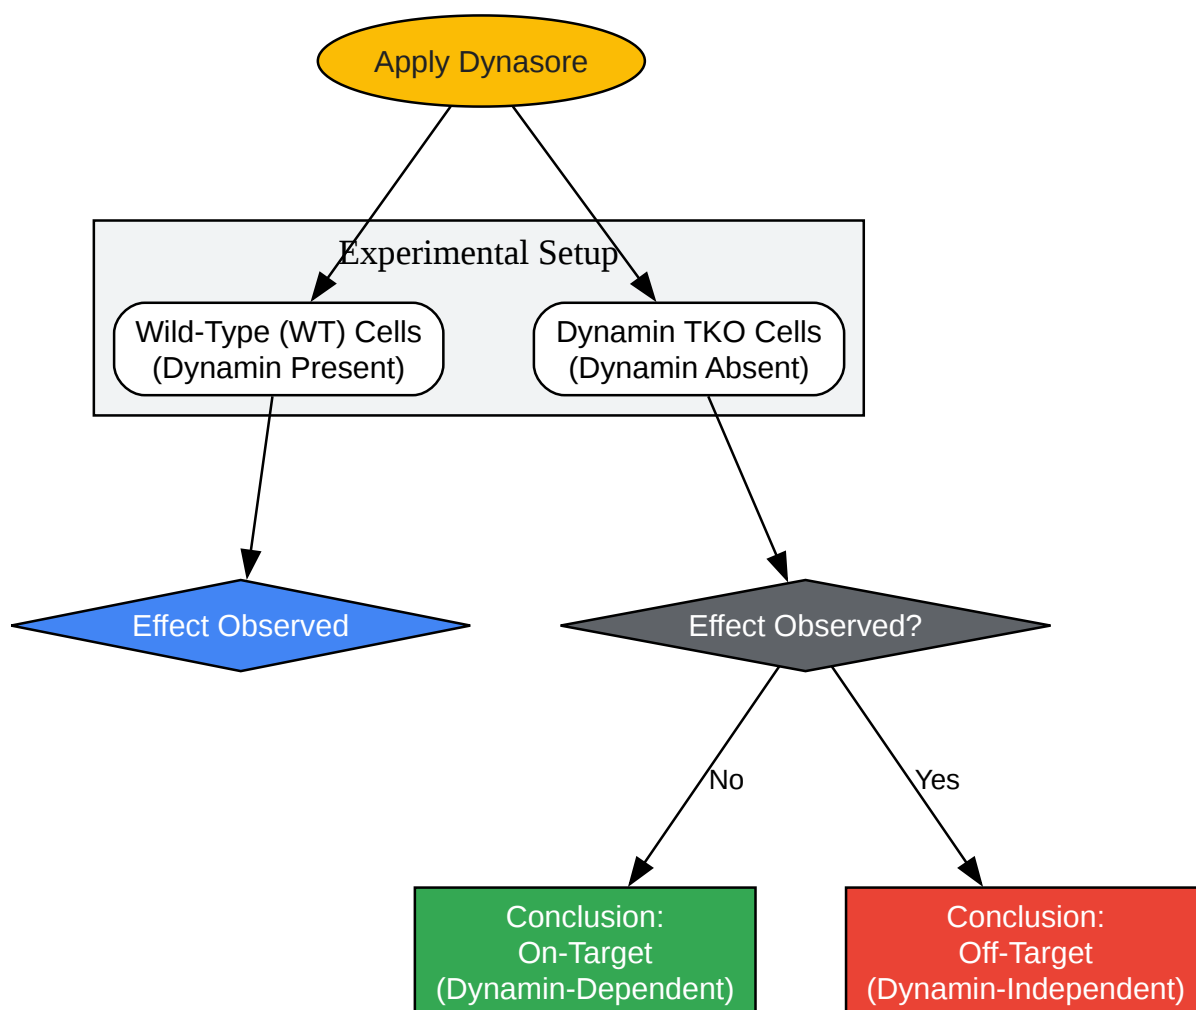 Apply Dynasore
Experimental Setup
Wild-Type (WT) Cells
(Dynamin Present)
Dynamin TKO Cells
(Dynamin Absent)
Effect Observed
Effect Observed?
No
Yes
Conclusion:
On-Target
(Dynamin-Dependent)
Conclusion:
Off-Target
(Dynamin-Independent)